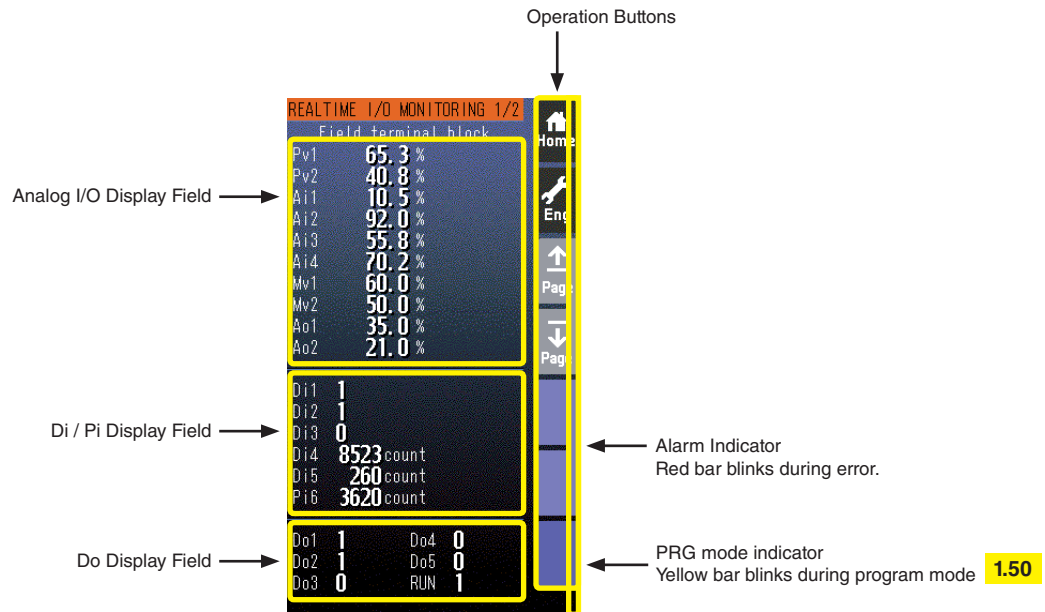 Operation Buttons
REALTIME I/O MONITORING 1/2
Field terminal block
Home
Pv1 65.3 %
Pv2 40.8 %
Analog I/O Display Field
Ai1 10.5 %
Eng
Ai2 92.0 %
Ai3 55.8 %
Ai4 70.2 %
Mv1 60.0 %
Page
Mv2 50.0 %
Ao1 35.0 %
Ao2 21.0 %
Page
Di1 1
Di2 1
Di / Pi Display Field
Di3 0
Di4 8523 count
Di5 260 count
Pi6 3620 count
Alarm Indicator
Red bar blinks during error.
Do1 1 Do4 0
Do Display Field
Do2 1 Do5 0
Do3 0 RUN 1
PRG mode indicator
Yellow bar blinks during program mode 1.50